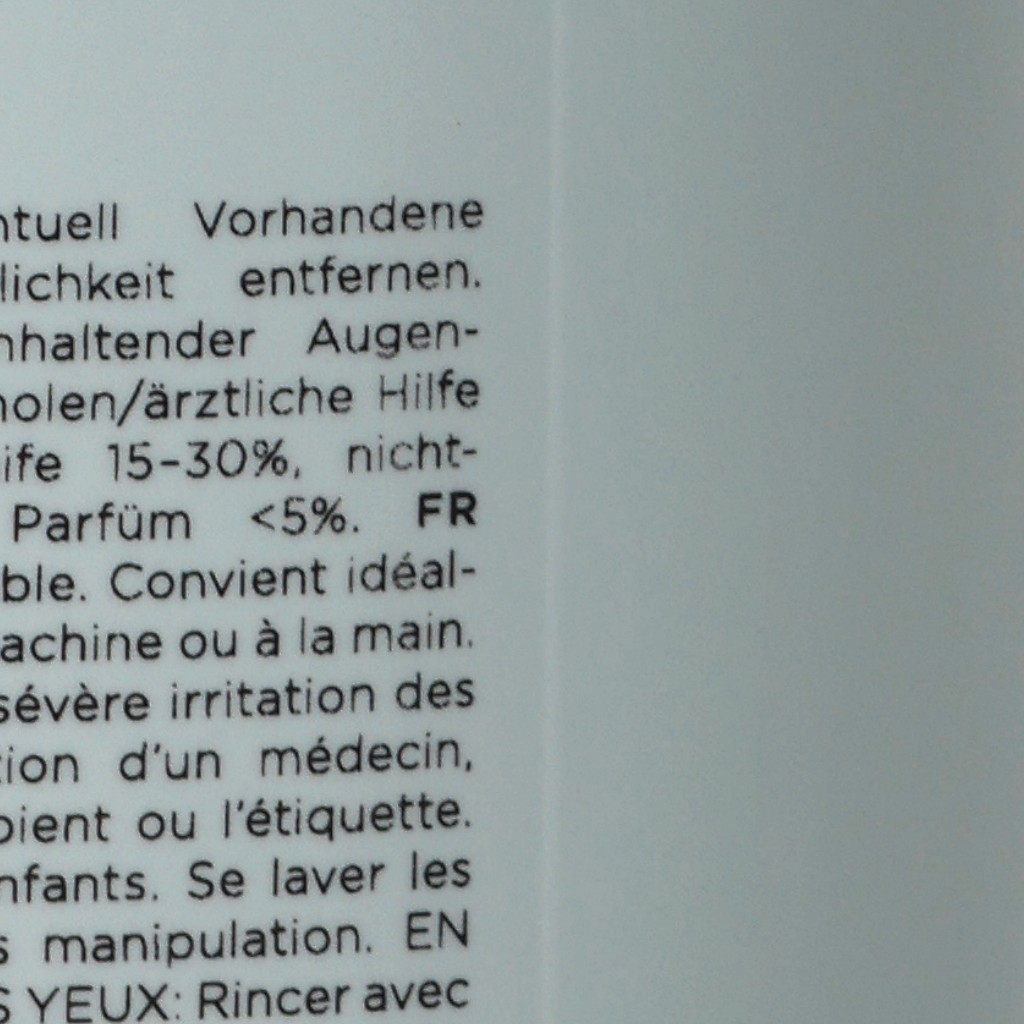 ntuell Vorhandene
lichkeit entfernen.
nhaltender Augen-
holen/ärztliche Hilfe
ife 15-30%, nicht-
Parfüm <5%. FR
ble. Convient idéal-
achine ou à la main.
sévère irritation des
tion d'un médecin,
pient ou l'étiquette.
nfants. Se laver les
s manipulation. EN
S YEUX: Rincer avec